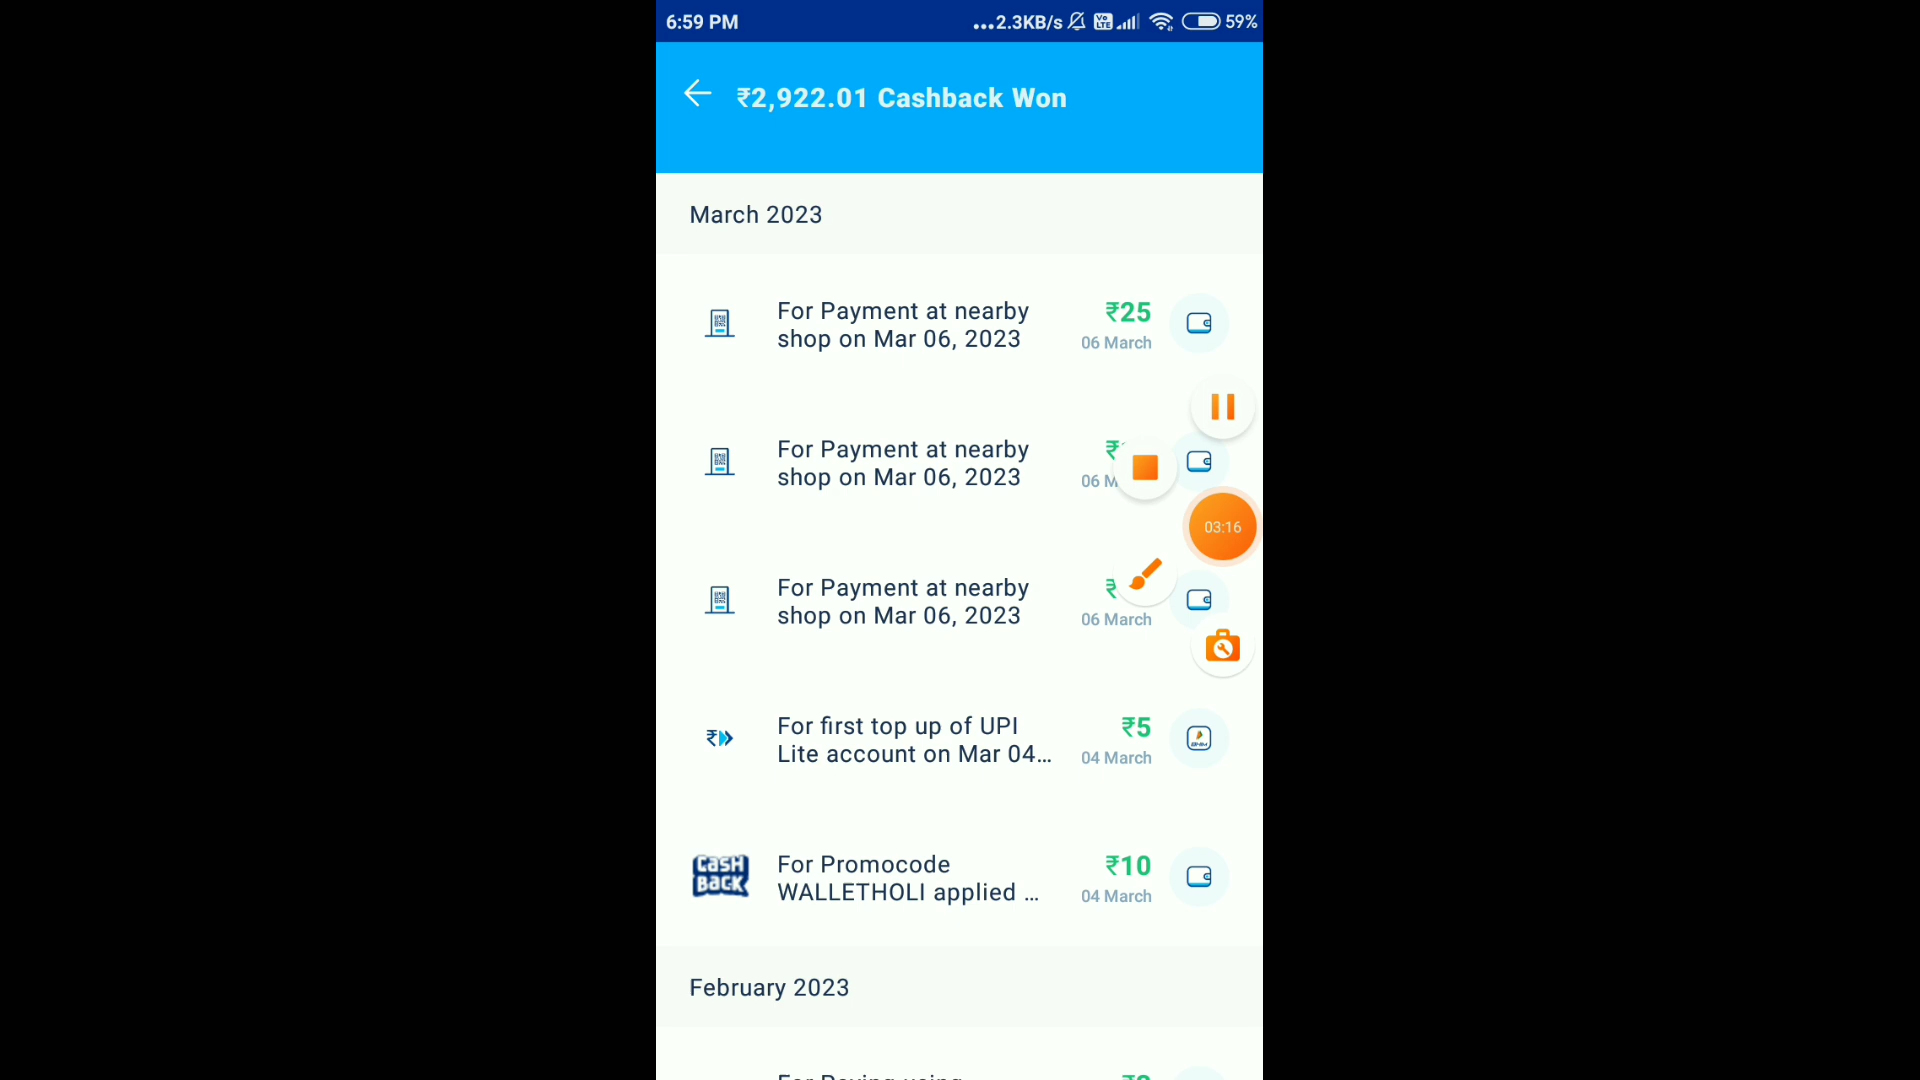 6:59 PM
...2.3KB/s
Vo
LTE
59%
₹2,922.01 Cashback Won
March 2023
For Payment at nearby
shop on Mar 06, 2023
₹25
06 March
For Payment at nearby
shop on Mar 06, 2023
₹
06 M
For Payment at nearby
shop on Mar 06, 2023
₹
06 March
03:16
For first top up of UPI
Lite account on Mar 04...
₹5
04 March
CASH
BACK
For Promocode
WALLETHOLI applied ...
₹10
04 March
February 2023